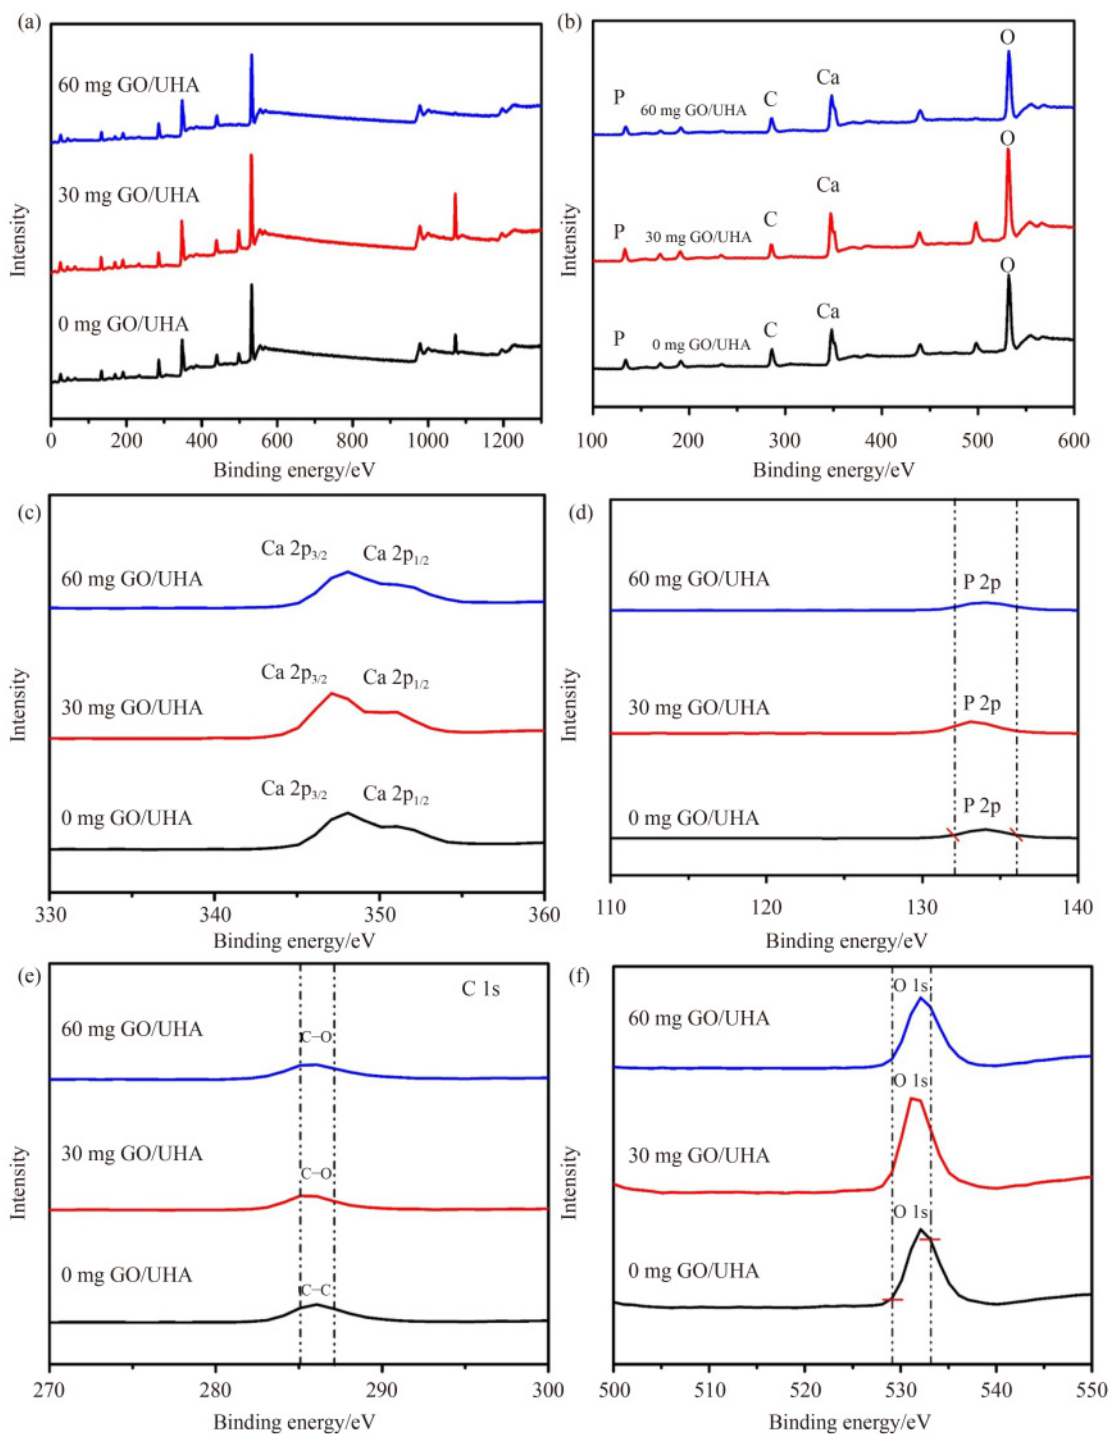 (a)
60 mg GO/UHA
30 mg GO/UHA
0 mg GO/UHA
Intensity
0 200 400 600 800 1000 1200
Binding energy/eV
(b)
O
Ca
C
P
60 mg GO/UHA
O
Ca
C
P
30 mg GO/UHA
O
Ca
C
P
0 mg GO/UHA
Intensity
100 200 300 400 500 600
Binding energy/eV
(c)
Ca 2p3/2 Ca 2p1/2
60 mg GO/UHA
Ca 2p3/2 Ca 2p1/2
30 mg GO/UHA
Ca 2p3/2 Ca 2p1/2
0 mg GO/UHA
Intensity
330 340 350 360
Binding energy/eV
(d)
60 mg GO/UHA
P 2p
30 mg GO/UHA
P 2p
0 mg GO/UHA
P 2p
Intensity
110 120 130 140
Binding energy/eV
(e)
C 1s
60 mg GO/UHA
C−O
30 mg GO/UHA
C−O
0 mg GO/UHA
C−C
Intensity
270 280 290 300
Binding energy/eV
(f)
O 1s
60 mg GO/UHA
O 1s
30 mg GO/UHA
O 1s
0 mg GO/UHA
Intensity
500 510 520 530 540 550
Binding energy/eV